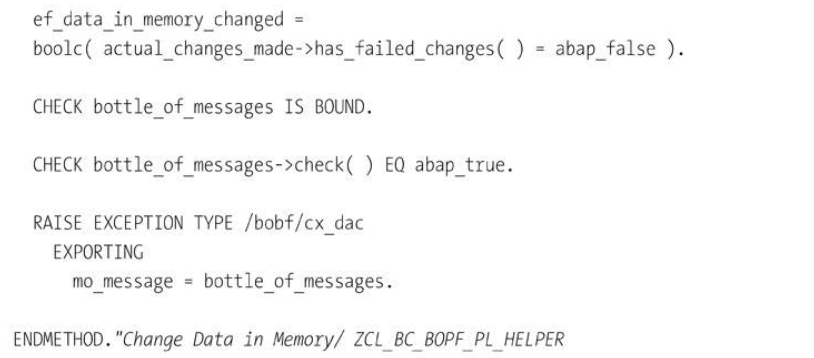 ef_data_in_memory_changed =
boolc( actual_changes_made->has_failed_changes( ) = abap_false ).
CHECK bottle_of_messages IS BOUND.
CHECK bottle_of_messages->check( ) EQ abap_true.
RAISE EXCEPTION TYPE /bobf/cx_dac
EXPORTING
mo_message = bottle_of_messages.
ENDMETHOD."Change Data in Memory/ ZCL_BC_BOPF_PL_HELPER